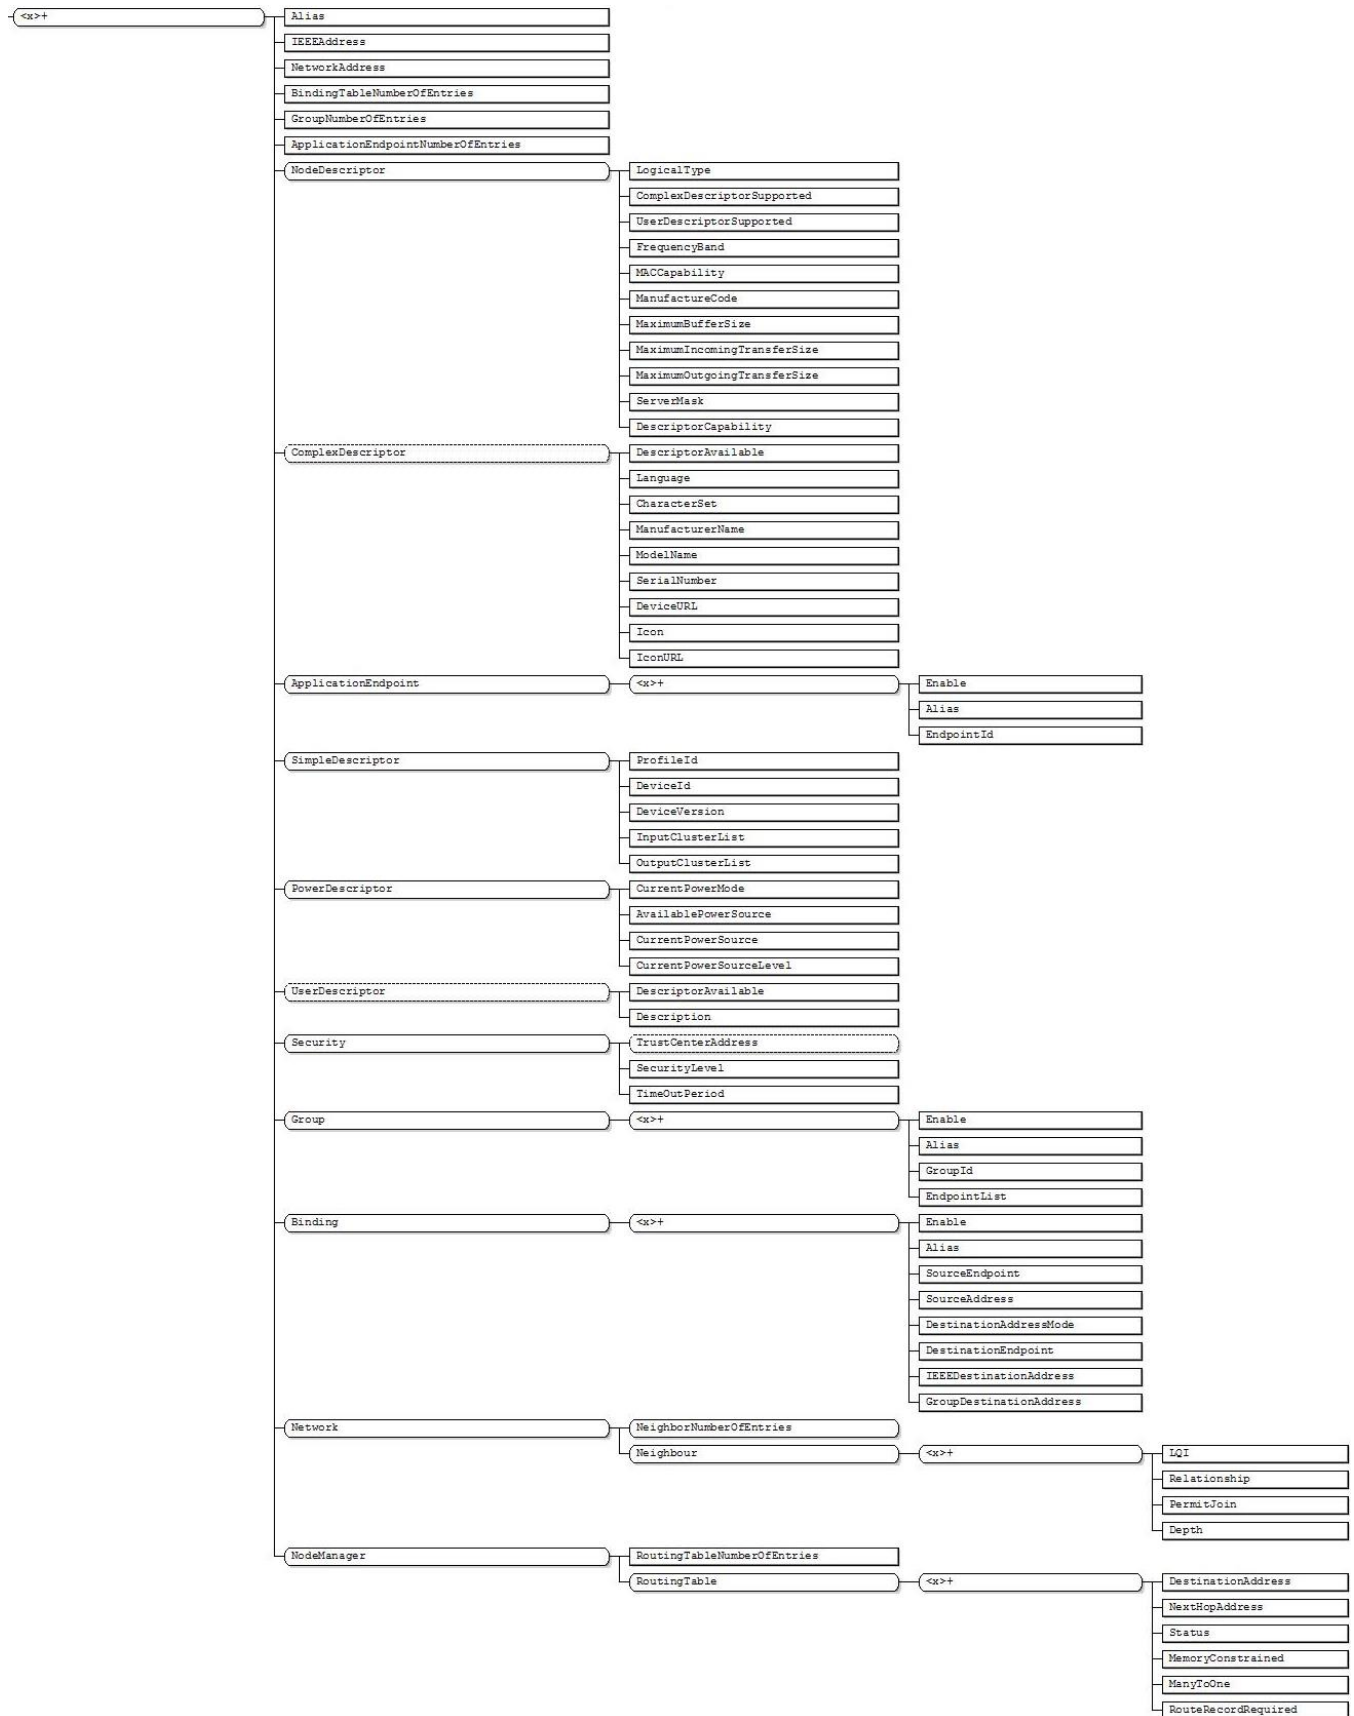 <x>+
Alias
IEEEAddress
NetworkAddress
BindingTableNumberOfEntries
GroupNumberOfEntries
ApplicationEndpointNumberOfEntries
NodeDescriptor
LogicalType
ComplexDescriptorSupported
UserDescriptorSupported
FrequencyBand
MACCapability
ManufactureCode
MaximumBufferSize
MaximumIncomingTransferSize
MaximumOutgoingTransferSize
ServerMask
DescriptorCapability
ComplexDescriptor
DescriptorAvailable
Language
CharacterSet
ManufacturerName
ModelName
SerialNumber
DeviceURL
Icon
IconURL
ApplicationEndpoint
<x>+
Enable
Alias
EndpointId
SimpleDescriptor
ProfileId
DeviceId
DeviceVersion
InputClusterList
OutputClusterList
PowerDescriptor
CurrentPowerMode
AvailablePowerSource
CurrentPowerSource
CurrentPowerSourceLevel
UserDescriptor
DescriptorAvailable
Description
Security
TrustCenterAddress
SecurityLevel
TimeOutPeriod
Group
<x>+
Enable
Alias
GroupId
EndpointList
Binding
<x>+
Enable
Alias
SourceEndpoint
SourceAddress
DestinationAddressMode
DestinationEndpoint
IEEEDestinationAddress
GroupDestinationAddress
Network
NeighborNumberOfEntries
Neighbour
<x>+
LQI
Relationship
PermitJoin
Depth
NodeManager
RoutingTableNumberOfEntries
RoutingTable
<x>+
DestinationAddress
NextHopAddress
Status
MemoryConstrained
ManyToOne
RouteRecordRequired